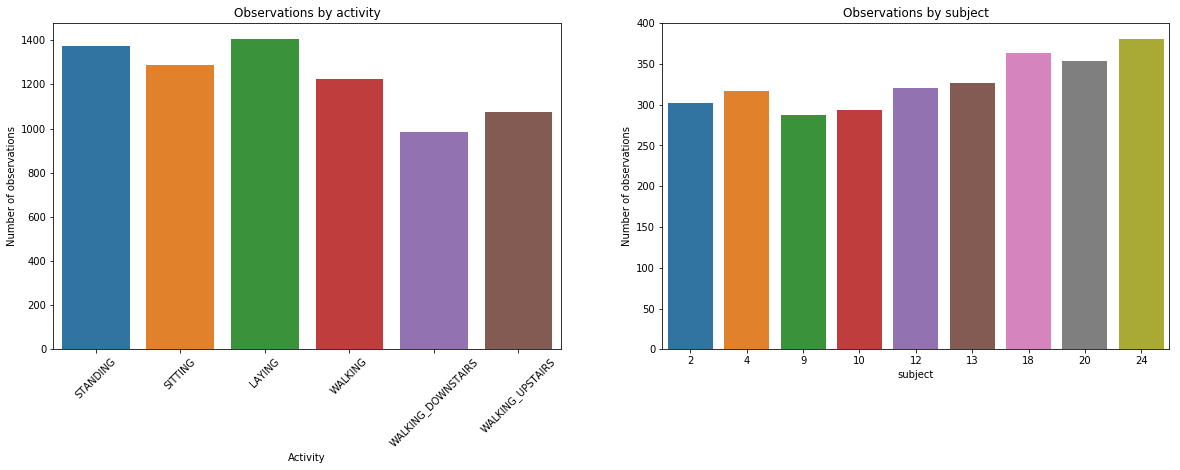 Observations by activity
Number of observations
1400
1200
1000
800
600
400
200
0
STANDING
SITTING
LAYING
WALKING
WALKING_DOWNSTAIRS
WALKING_UPSTAIRS
Activity
Observations by subject
Number of observations
400
350
300
250
200
150
100
50
0
2 4 9 10 12 13 18 20 24
subject